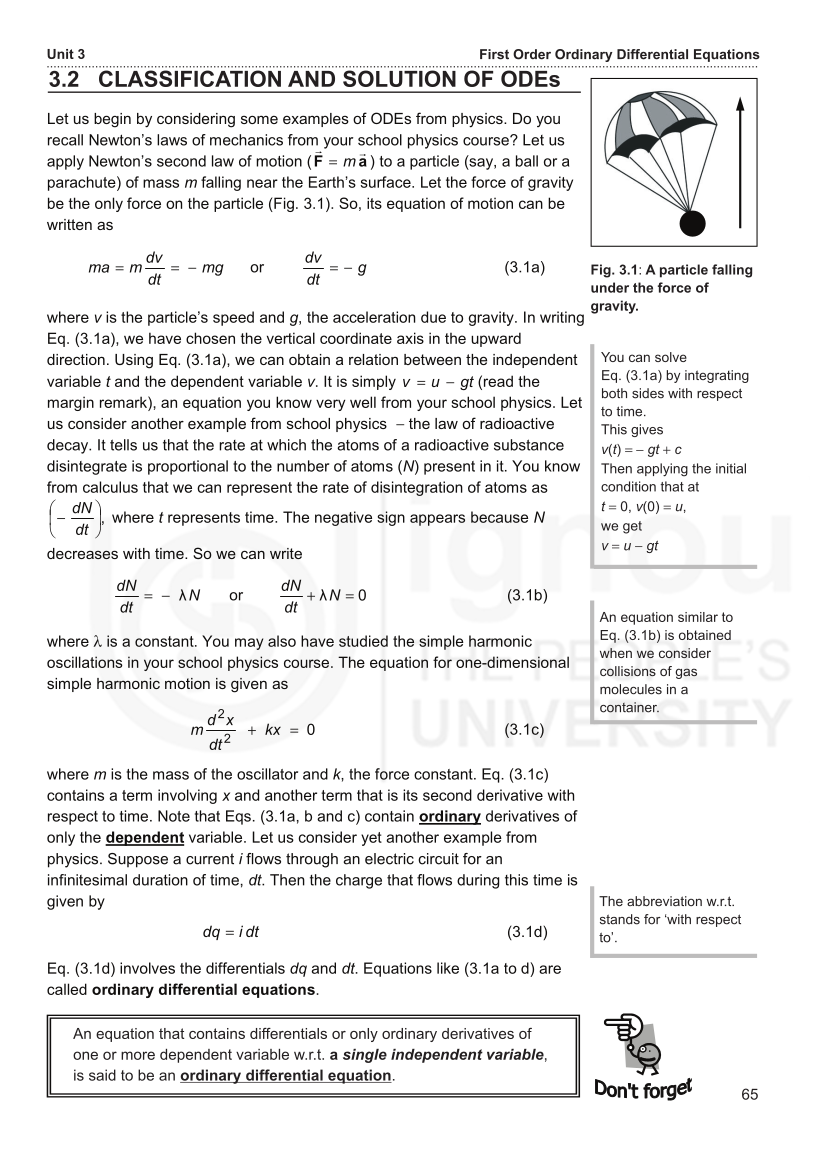 Unit 3 First Order Ordinary Differential Equations
3.2 CLASSIFICATION AND SOLUTION OF ODEs
Let us begin by considering some examples of ODEs from physics. Do you
recall Newton’s laws of mechanics from your school physics course? Let us
apply Newton’s second law of motion (F⃗ = m a⃗ ) to a particle (say, a ball or a
parachute) of mass m falling near the Earth’s surface. Let the force of gravity
be the only force on the particle (Fig. 3.1). So, its equation of motion can be
written as
ma = m dv/dt = − mg or dv/dt = − g (3.1a)
where v is the particle’s speed and g, the acceleration due to gravity. In writing
Eq. (3.1a), we have chosen the vertical coordinate axis in the upward
direction. Using Eq. (3.1a), we can obtain a relation between the independent
variable t and the dependent variable v. It is simply v = u − gt (read the
margin remark), an equation you know very well from your school physics. Let
us consider another example from school physics − the law of radioactive
decay. It tells us that the rate at which the atoms of a radioactive substance
disintegrate is proportional to the number of atoms (N) present in it. You know
from calculus that we can represent the rate of disintegration of atoms as
(− dN/dt), where t represents time. The negative sign appears because N
decreases with time. So we can write
dN/dt = − λN or dN/dt + λN = 0 (3.1b)
where λ is a constant. You may also have studied the simple harmonic
oscillations in your school physics course. The equation for one-dimensional
simple harmonic motion is given as
m d²x/dt² + kx = 0 (3.1c)
where m is the mass of the oscillator and k, the force constant. Eq. (3.1c)
contains a term involving x and another term that is its second derivative with
respect to time. Note that Eqs. (3.1a, b and c) contain ordinary derivatives of
only the dependent variable. Let us consider yet another example from
physics. Suppose a current i flows through an electric circuit for an
infinitesimal duration of time, dt. Then the charge that flows during this time is
given by
dq = i dt (3.1d)
Eq. (3.1d) involves the differentials dq and dt. Equations like (3.1a to d) are
called ordinary differential equations.
An equation that contains differentials or only ordinary derivatives of
one or more dependent variable w.r.t. a single independent variable,
is said to be an ordinary differential equation.
Fig. 3.1: A particle falling
under the force of
gravity.
You can solve
Eq. (3.1a) by integrating
both sides with respect
to time.
This gives
v(t) = − gt + c
Then applying the initial
condition that at
t = 0, v(0) = u,
we get
v = u − gt
An equation similar to
Eq. (3.1b) is obtained
when we consider
collisions of gas
molecules in a
container.
The abbreviation w.r.t.
stands for ‘with respect
to’.
Don't forget
65
ignou
THE PEOPLE’S
UNIVERSITY